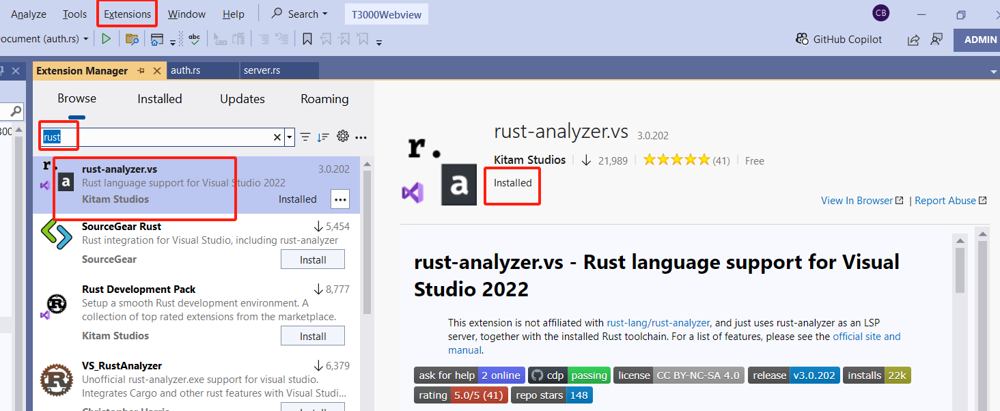 Analyze Tools Extensions Window Help Search T3000Webview CB
ocument (auth.rs) abc GitHub Copilot ADMIN
Extension Manager auth.rs server.rs
Browse Installed Updates Roaming
rust
rust-analyzer.vs 3.0.202
Rust language support for Visual Studio 2022
Kitam Studios Installed
SourceGear Rust 5,454
Rust integration for Visual Studio, including rust-analyzer
SourceGear Install
Rust Development Pack 8,777
Setup a smooth Rust development environment. A
collection of top rated extensions from the marketplace.
Kitam Studios Install
VS_RustAnalyzer 6,379
Unofficial rust-analyzer.exe support for visual studio.
Integrates Cargo and other rust features with Visual Studi...
r. a
rust-analyzer.vs 3.0.202
Kitam Studios 21,989 (41) Free
Installed
View In Browser | Report Abuse
rust-analyzer.vs - Rust language support for Visual
Studio 2022
This extension is not affiliated with rust-lang/rust-analyzer, and just uses rust-analyzer as an LSP
server, together with the installed Rust toolchain. For a list of features, please see the official site and
manual.
ask for help 2 online cdp passing license CC BY-NC-SA 4.0 release v3.0.202 installs 22k
rating 5.0/5 (41) repo stars 148